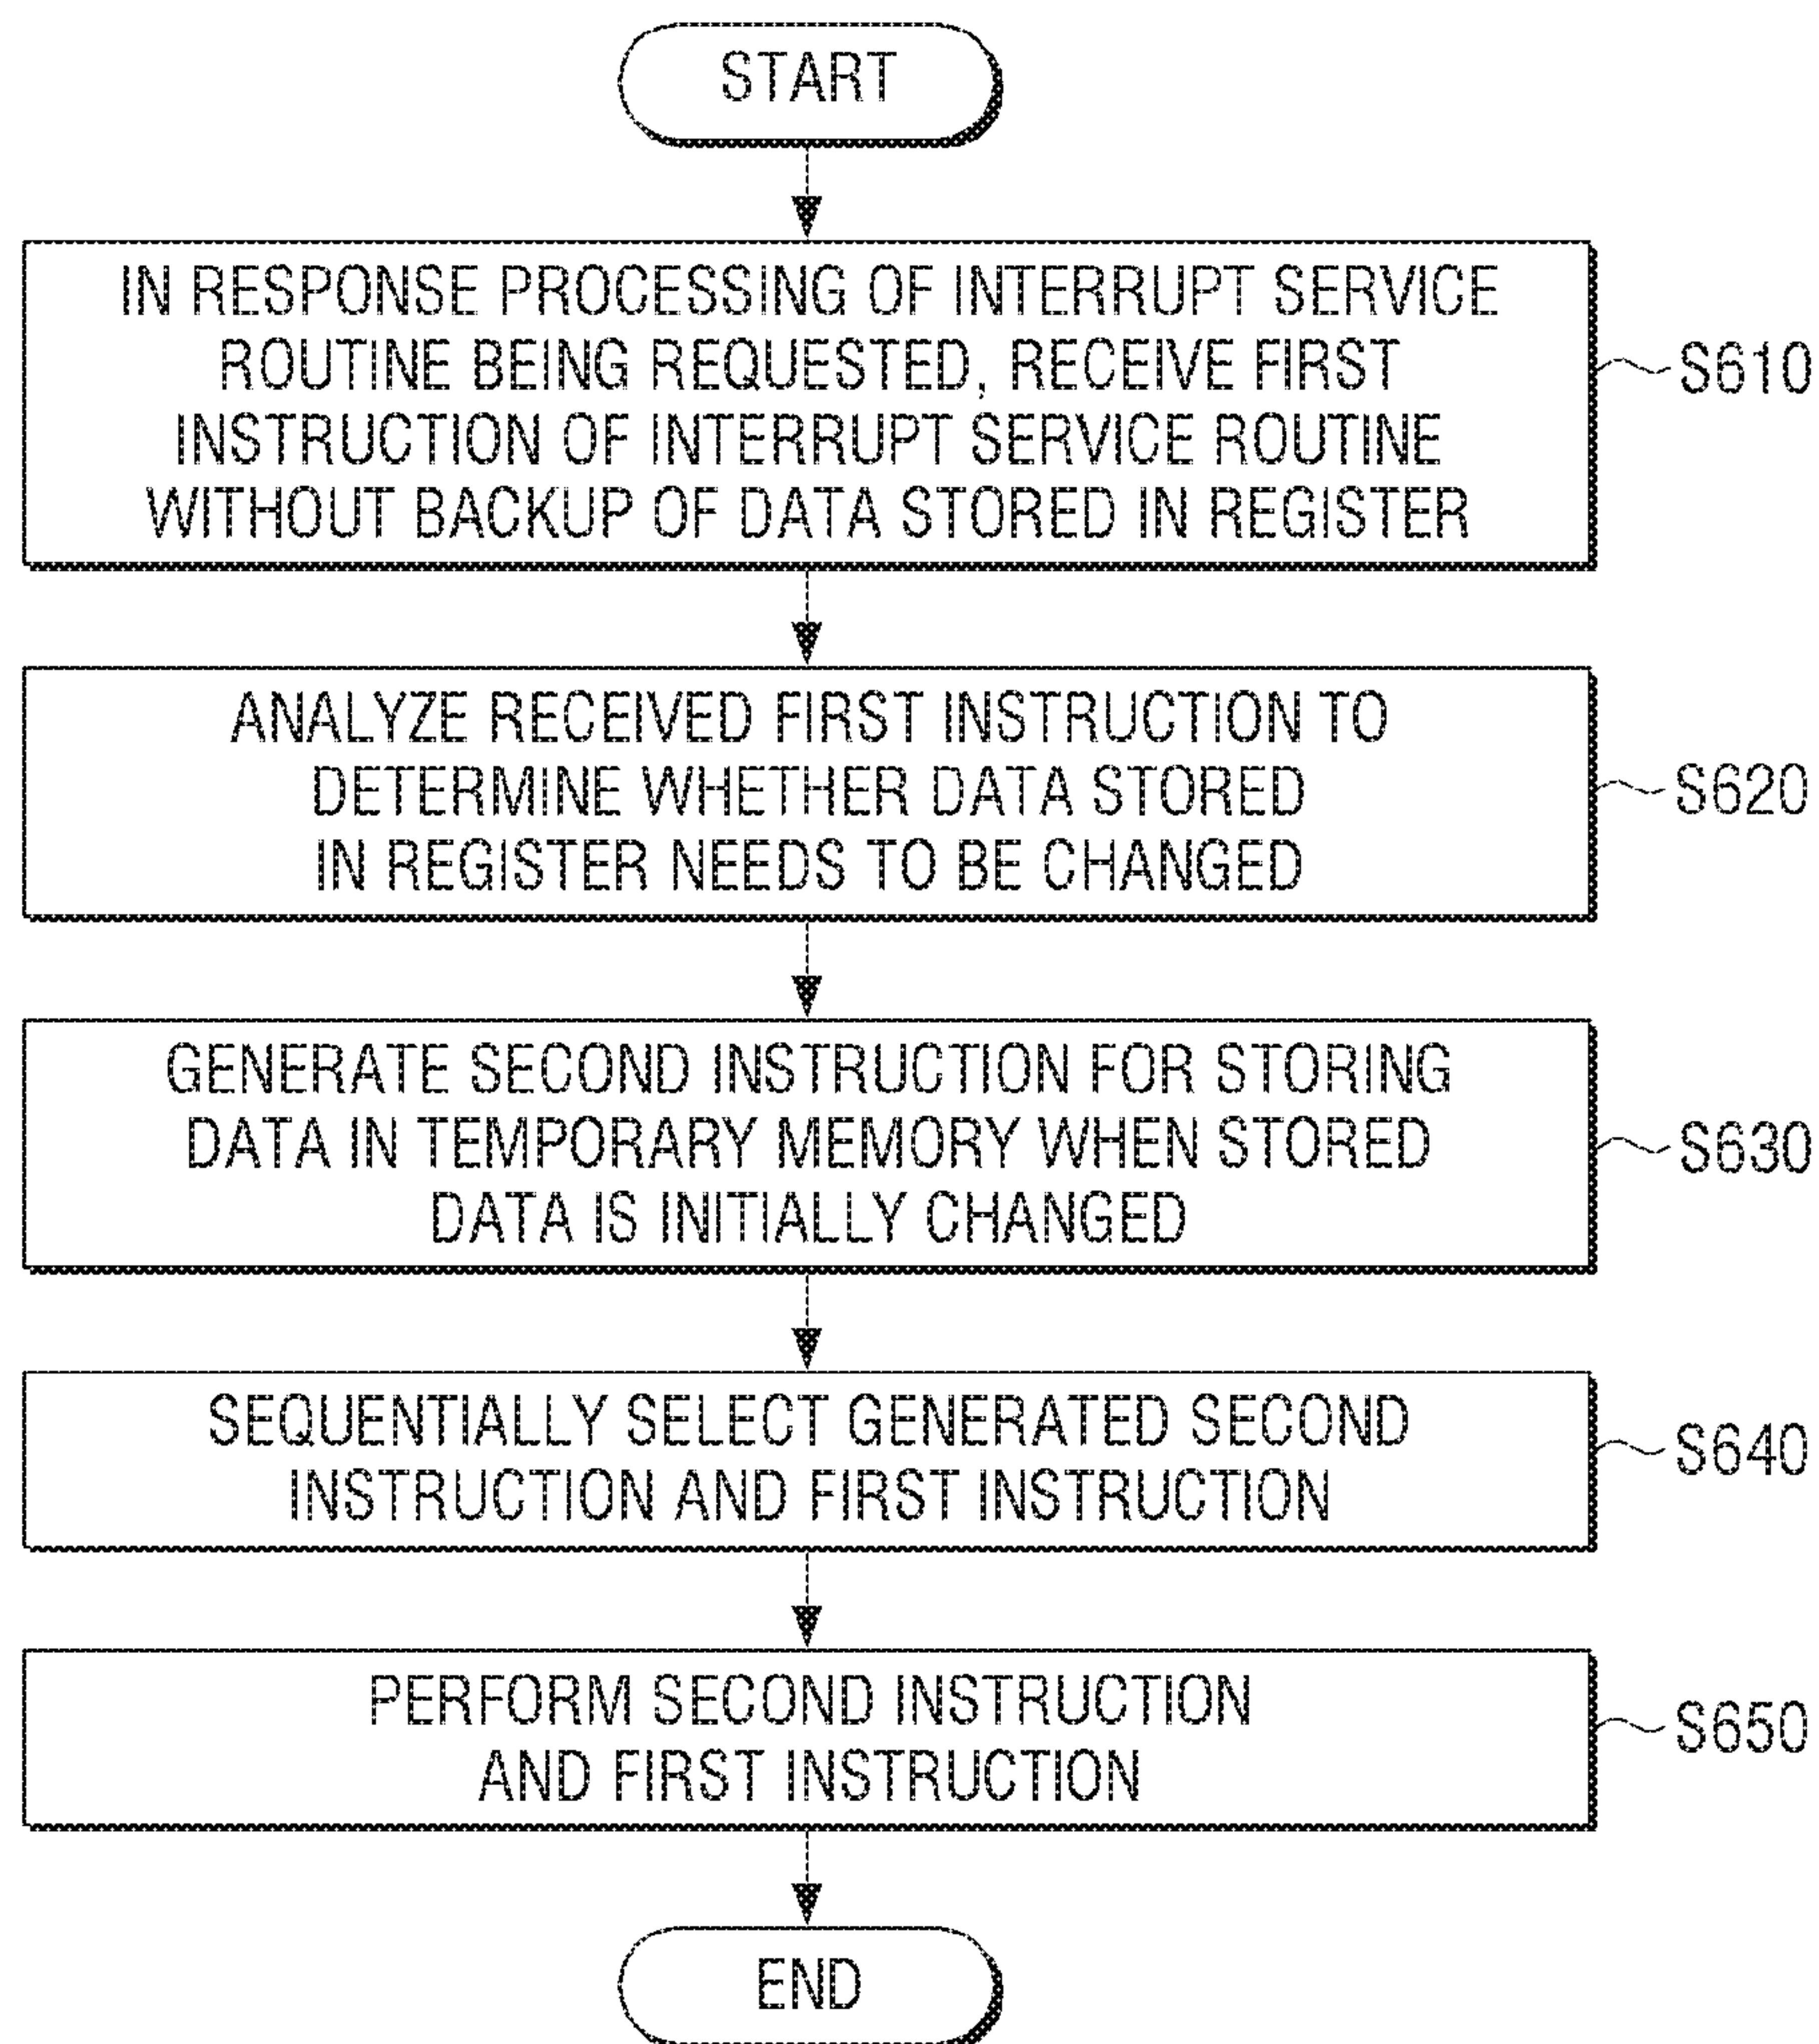 START
IN RESPONSE PROCESSING OF INTERRUPT SERVICE
ROUTINE BEING REQUESTED, RECEIVE FIRST
INSTRUCTION OF INTERRUPT SERVICE ROUTINE
WITHOUT BACKUP OF DATA STORED IN REGISTER
S610
ANALYZE RECEIVED FIRST INSTRUCTION TO
DETERMINE WHETHER DATA STORED
IN REGISTER NEEDS TO BE CHANGED
S620
GENERATE SECOND INSTRUCTION FOR STORING
DATA IN TEMPORARY MEMORY WHEN STORED
DATA IS INITIALLY CHANGED
S630
SEQUENTIALLY SELECT GENERATED SECOND
INSTRUCTION AND FIRST INSTRUCTION
S640
PERFORM SECOND INSTRUCTION
AND FIRST INSTRUCTION
S650
END